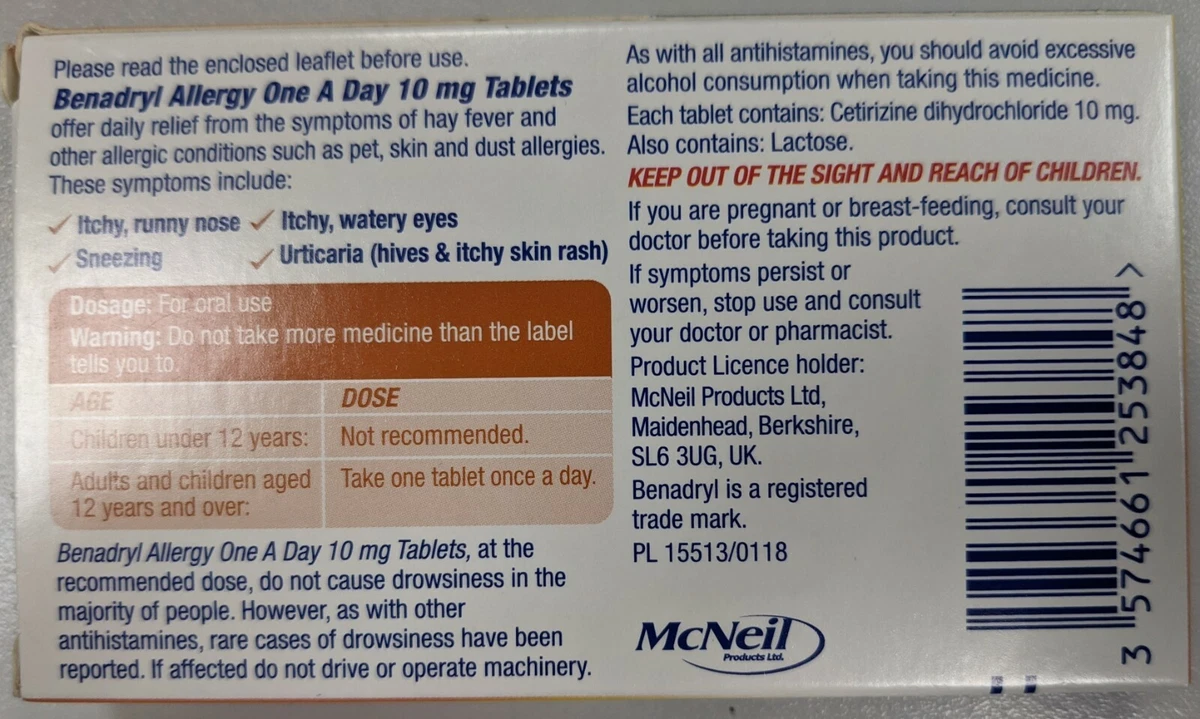 Please read the enclosed leaflet before use.
Benadryl Allergy One A Day 10 mg Tablets
offer daily relief from the symptoms of hay fever and
other allergic conditions such as pet, skin and dust allergies.
These symptoms include:
✓ Itchy, runny nose ✓ Itchy, watery eyes
✓ Sneezing ✓ Urticaria (hives & itchy skin rash)
Dosage: For oral use
Warning: Do not take more medicine than the label
tells you to.
AGE DOSE
Children under 12 years: Not recommended.
Adults and children aged Take one tablet once a day.
12 years and over:
Benadryl Allergy One A Day 10 mg Tablets, at the
recommended dose, do not cause drowsiness in the
majority of people. However, as with other
antihistamines, rare cases of drowsiness have been
reported. If affected do not drive or operate machinery.
As with all antihistamines, you should avoid excessive
alcohol consumption when taking this medicine.
Each tablet contains: Cetirizine dihydrochloride 10 mg.
Also contains: Lactose.
KEEP OUT OF THE SIGHT AND REACH OF CHILDREN.
If you are pregnant or breast-feeding, consult your
doctor before taking this product.
If symptoms persist or
worsen, stop use and consult
your doctor or pharmacist.
Product Licence holder:
McNeil Products Ltd,
Maidenhead, Berkshire,
SL6 3UG, UK.
Benadryl is a registered
trade mark.
PL 15513/0118
McNeil
Products Ltd.
3 574661 253848 >